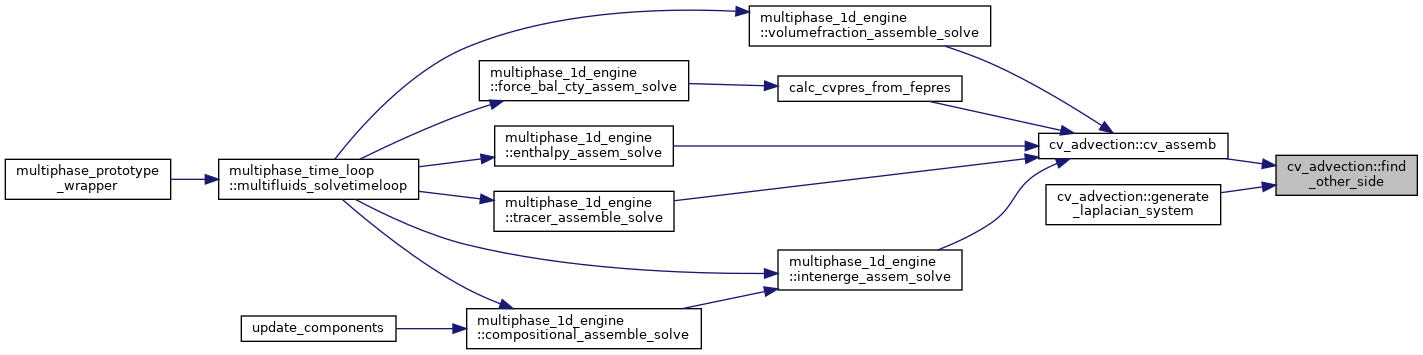 multiphase_1d_engine
::volumefraction_assemble_solve
multiphase_1d_engine
::force_bal_cty_assem_solve
calc_cvpres_from_fepres
multiphase_1d_engine
::enthalpy_assem_solve
cv_advection::cv_assemb
multiphase_prototype
_wrapper
multiphase_time_loop
::multifluids_solvetimeloop
cv_advection::find
_other_side
multiphase_1d_engine
::tracer_assemble_solve
cv_advection::generate
_laplacian_system
multiphase_1d_engine
::intenerge_assem_solve
update_components
multiphase_1d_engine
::compositional_assemble_solve